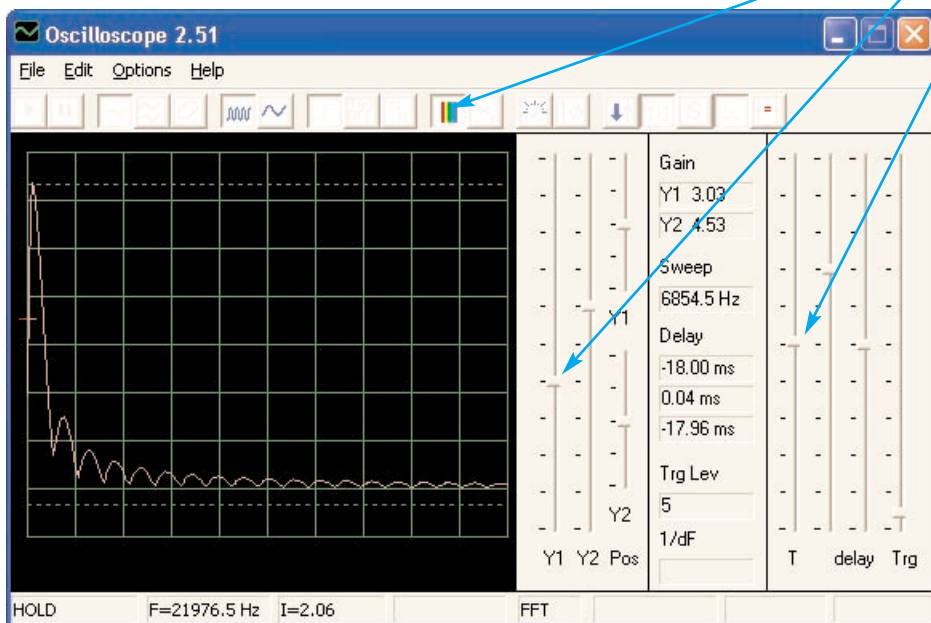 Oscilloscope 2.51
File Edit Options Help
Gain
Y1 3.03
Y2 4.53
Sweep
6854.5 Hz
Y1
Delay
-18.00 ms
0.04 ms
-17.96 ms
Trg Lev
5
Y2
1/dF
Y1 Y2 Pos
T delay Trg
HOLD F=21976.5 Hz I=2.06 FFT